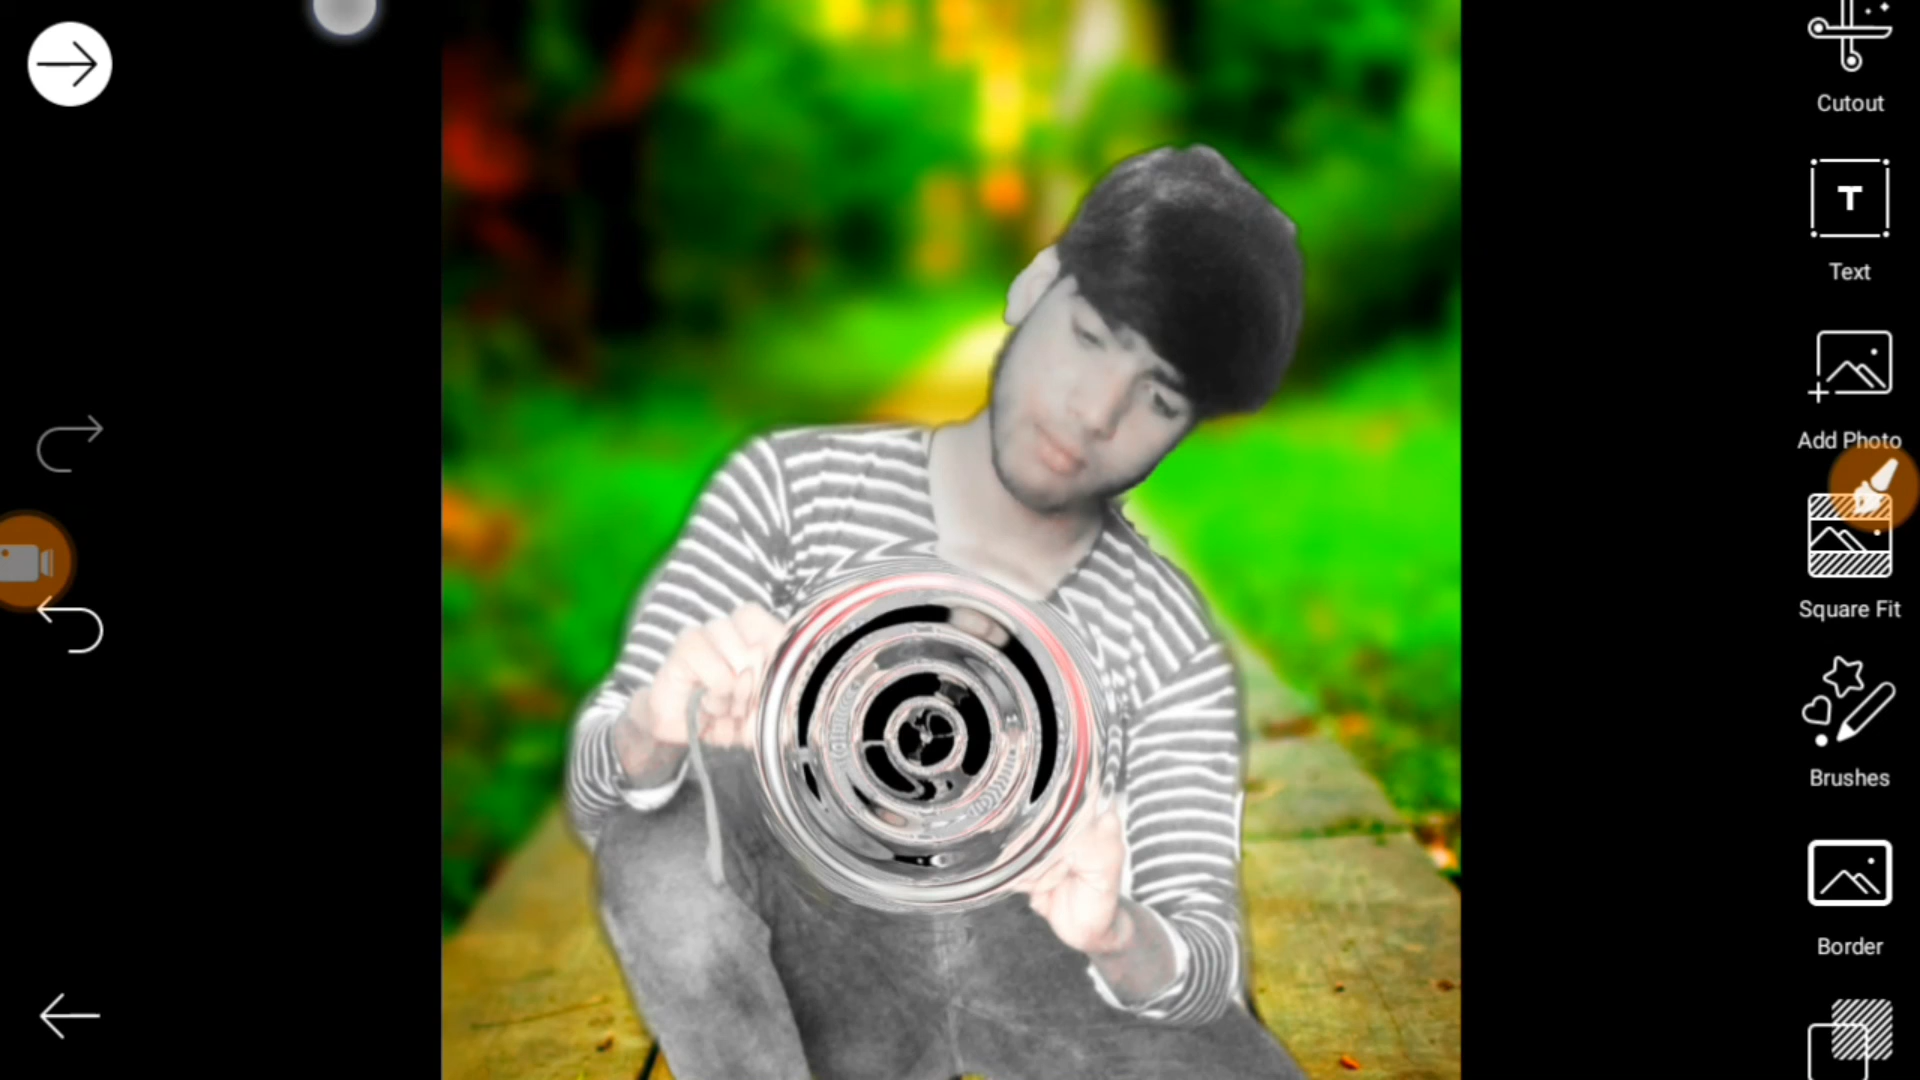 Cutout
T
Text
Add Photo
Square Fit
Brushes
Border